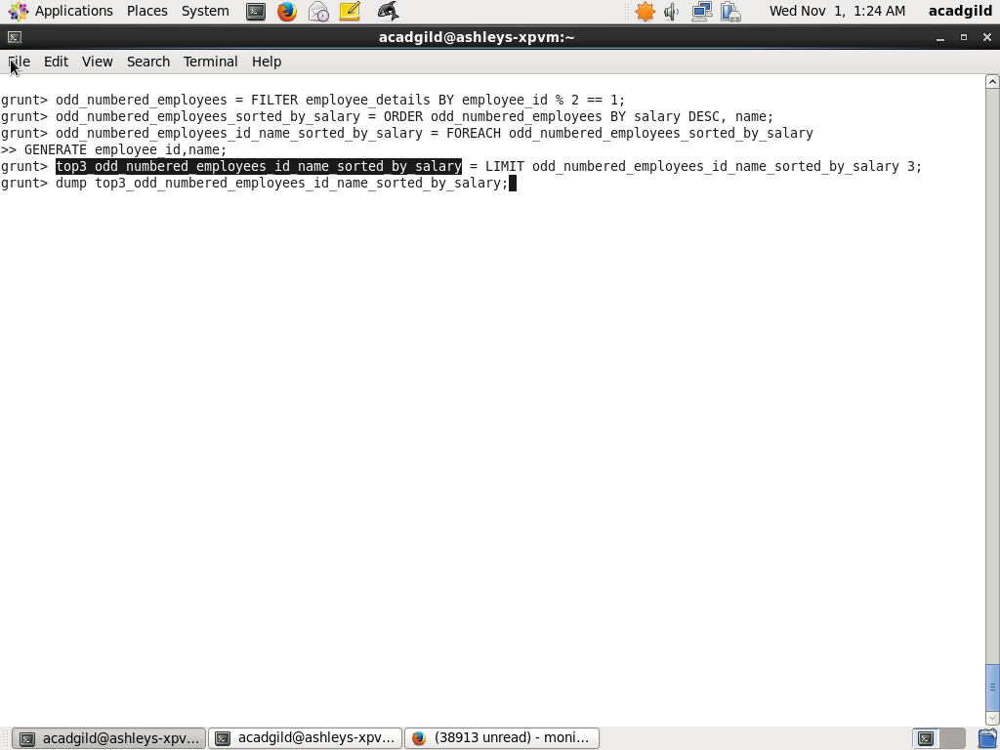 Applications Places System Wed Nov 1, 1:24 AM acadgild
acadgild@ashleys-xpvm:~
File Edit View Search Terminal Help
grunt> odd_numbered_employees = FILTER employee_details BY employee_id % 2 == 1;
grunt> odd_numbered_employees_sorted_by_salary = ORDER odd_numbered_employees BY salary DESC, name;
grunt> odd_numbered_employees_id_name_sorted_by_salary = FOREACH odd_numbered_employees_sorted_by_salary
>> GENERATE employee_id,name;
grunt> top3_odd_numbered_employees_id_name_sorted_by_salary = LIMIT odd_numbered_employees_id_name_sorted_by_salary 3;
grunt> dump top3_odd_numbered_employees_id_name_sorted_by_salary;
acadgild@ashleys-xpv... acadgild@ashleys-xpv... (38913 unread) - moni...